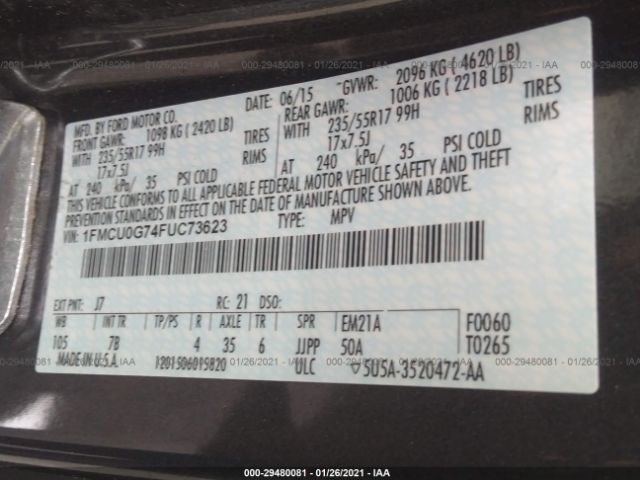 000-29480081 - 01/26/2021 - IAA
MFD. BY FORD MOTOR CO.
DATE: 06/15 GVWR: 2096 KG ( 4620 LB)
FRONT GAWR: 1098 KG ( 2420 LB)
REAR GAWR: 1006 KG ( 2218 LB)
WITH 235/55R17 99H TIRES
WITH 235/55R17 99H TIRES
17x7.5J RIMS
17x7.5J RIMS
AT 240 kPa/ 35 PSI COLD
AT 240 kPa/ 35 PSI COLD
THIS VEHICLE CONFORMS TO ALL APPLICABLE FEDERAL MOTOR VEHICLE SAFETY AND THEFT
PREVENTION STANDARDS IN EFFECT ON THE DATE OF MANUFACTURE SHOWN ABOVE.
VIN: 1FMCU0G74FUC73623 TYPE: MPV
EXT PNT: J7 RC: 21 DSO:
WB INT TR TP/PS R AXLE TR SPR EM21A F0060
105 7B 4 35 6 JJPP 50A T0265
MADE IN U.S.A. 1201506015820 ULC 5U5A-3520472-AA
000-29480081 - 01/26/2021 - IAA